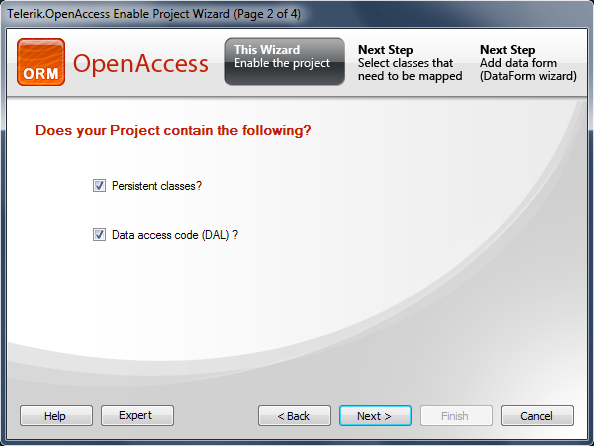 Telerik.OpenAccess Enable Project Wizard (Page 2 of 4)
ORM
OpenAccess
This Wizard
Enable the project
Next Step
Select classes that
need to be mapped
Next Step
Add data form
(DataForm wizard)
Does your Project contain the following?
Persistent classes?
Data access code (DAL) ?
Help
Expert
< Back
Next >
Finish
Cancel